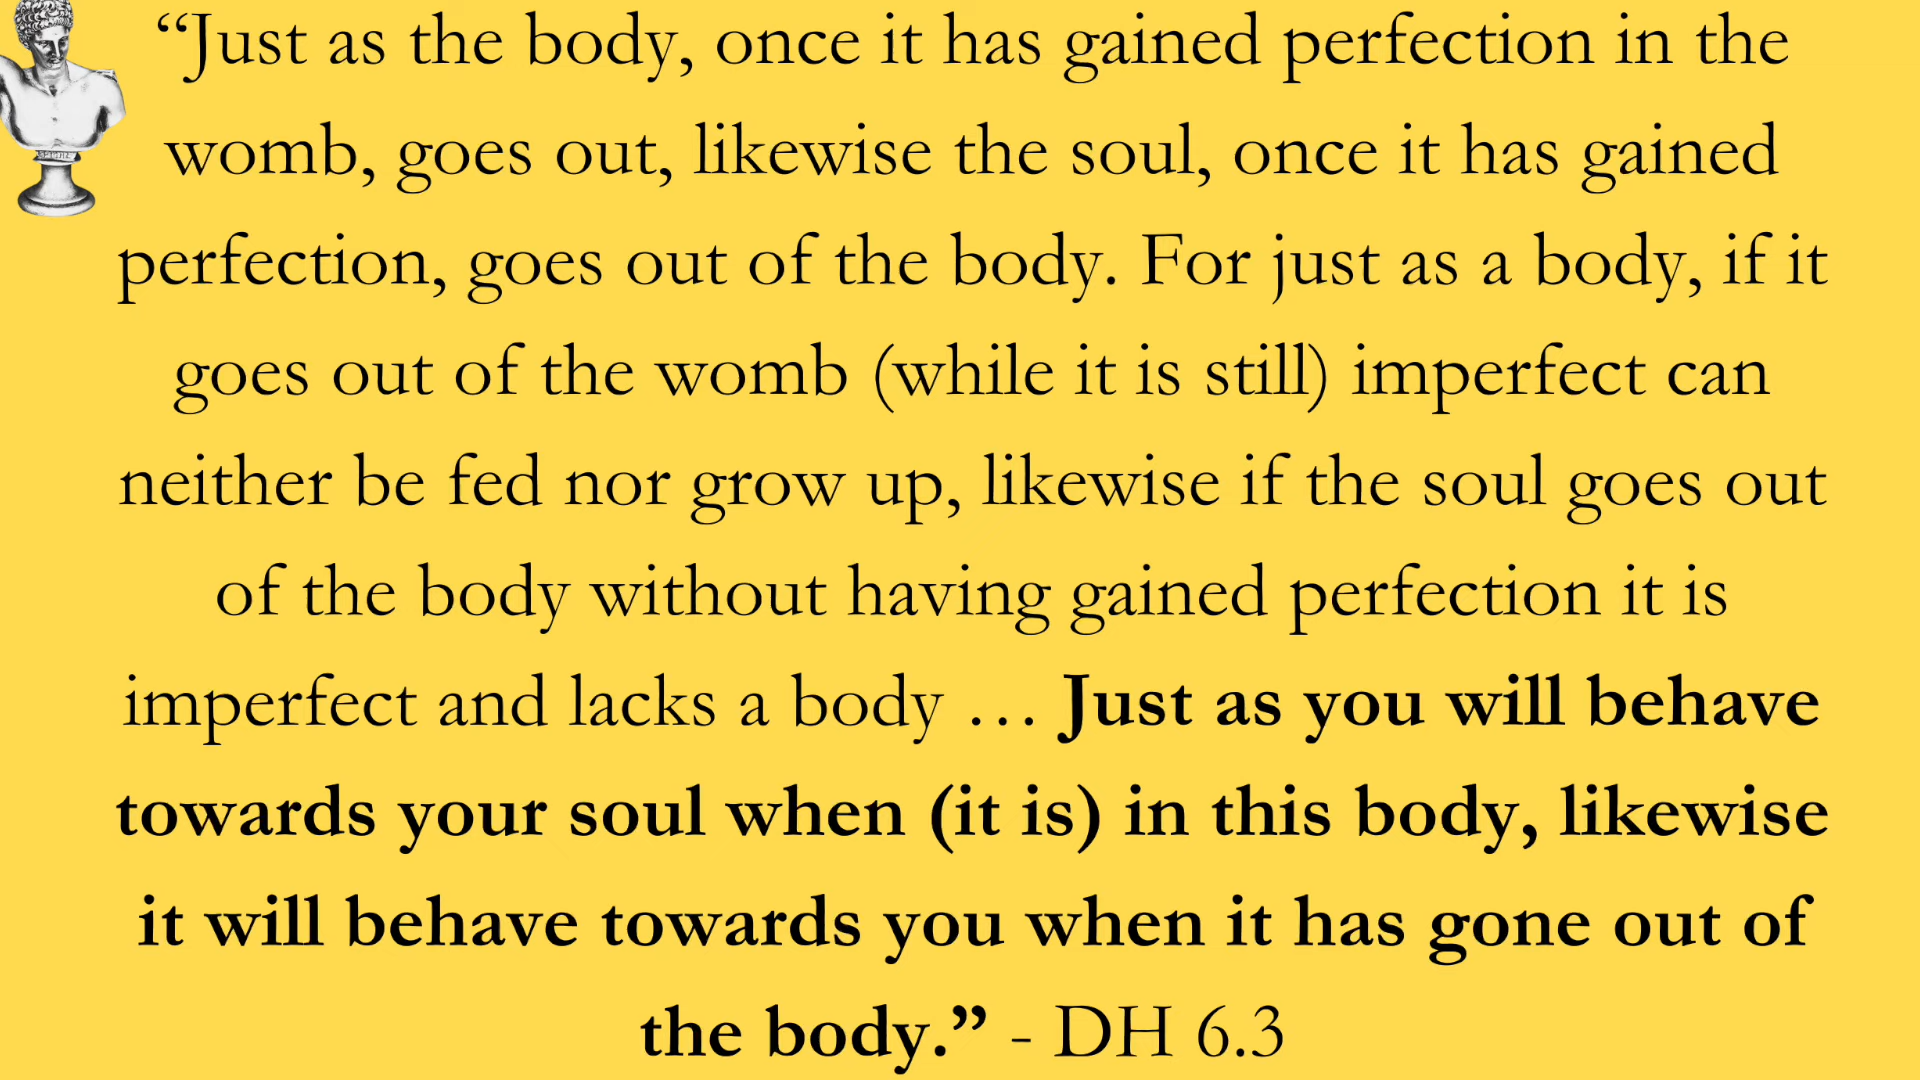 “Just as the body, once it has gained perfection in the
womb, goes out, likewise the soul, once it has gained
perfection, goes out of the body. For just as a body, if it
goes out of the womb (while it is still) imperfect can
neither be fed nor grow up, likewise if the soul goes out
of the body without having gained perfection it is
imperfect and lacks a body … Just as you will behave
towards your soul when (it is) in this body, likewise
it will behave towards you when it has gone out of
the body.” - DH 6.3